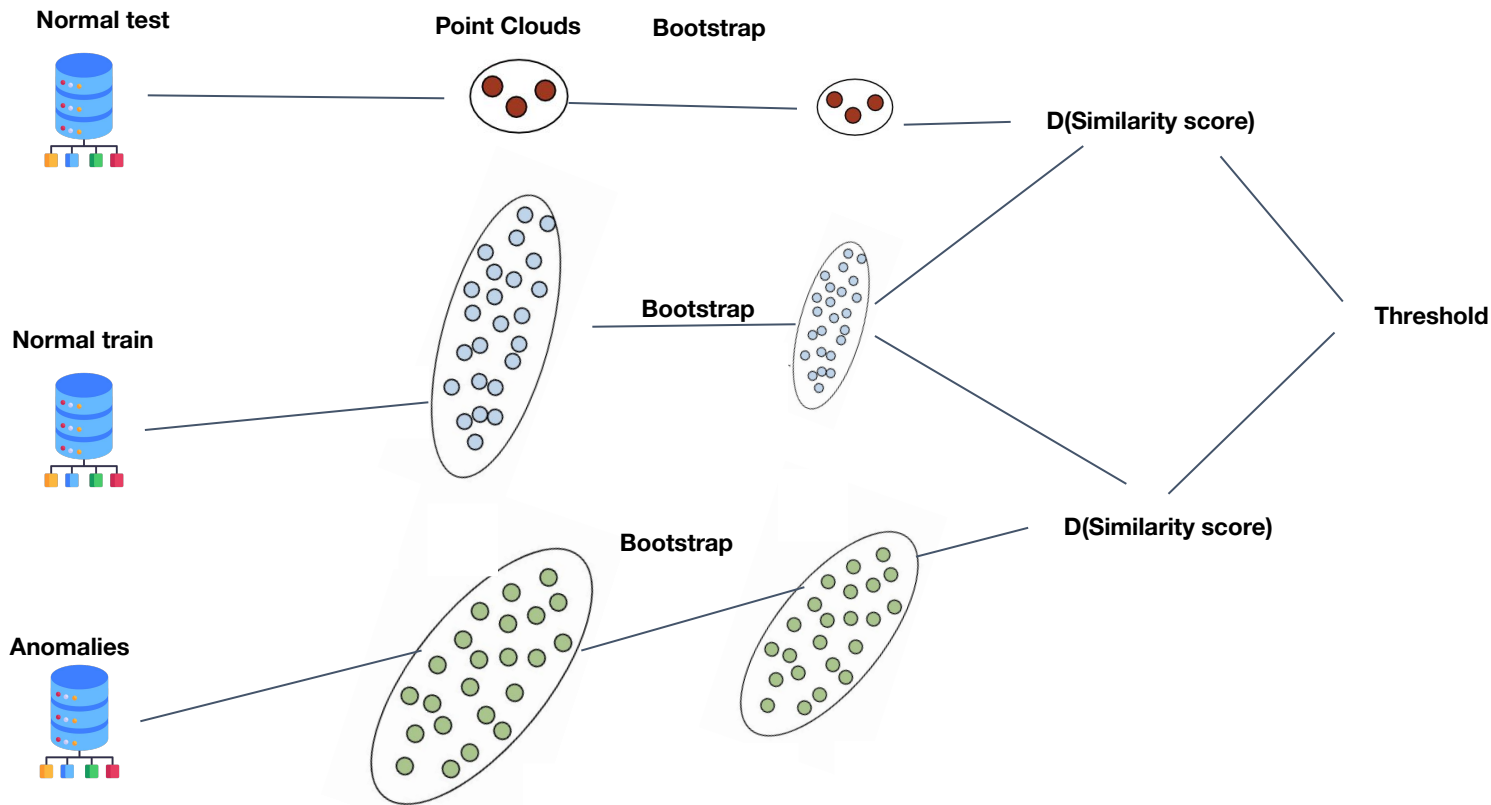 Normal test
Point Clouds
Bootstrap
D(Similarity score)
Normal train
Bootstrap
Threshold
Anomalies
Bootstrap
D(Similarity score)